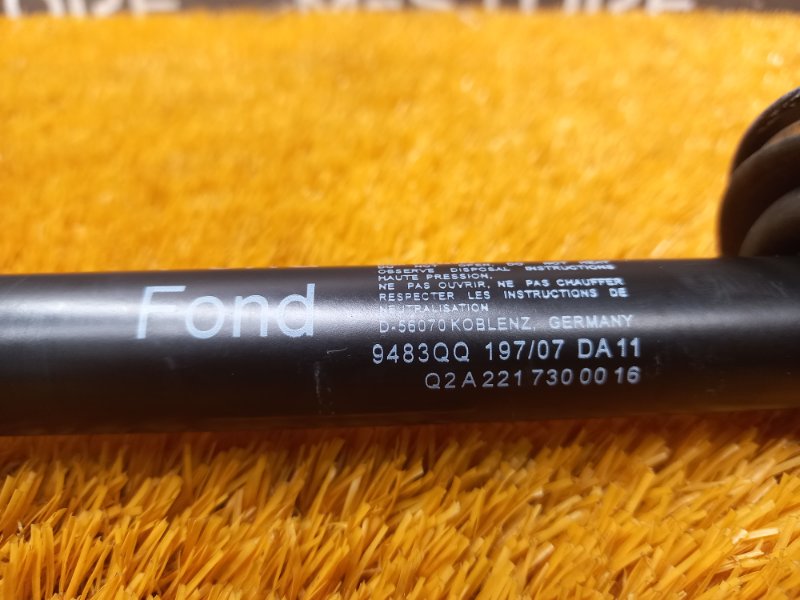 Fond
OBSERVE DISPOSAL INSTRUCTIONS
HAUTE PRESSION,
NE PAS OUVRIR, NE PAS CHAUFFER
RESPECTER LES INSTRUCTIONS DE
NEUTRALISATION
D-56070 KOBLENZ, GERMANY
9483QQ 197/07 DA11
Q2A 221 730 00 16